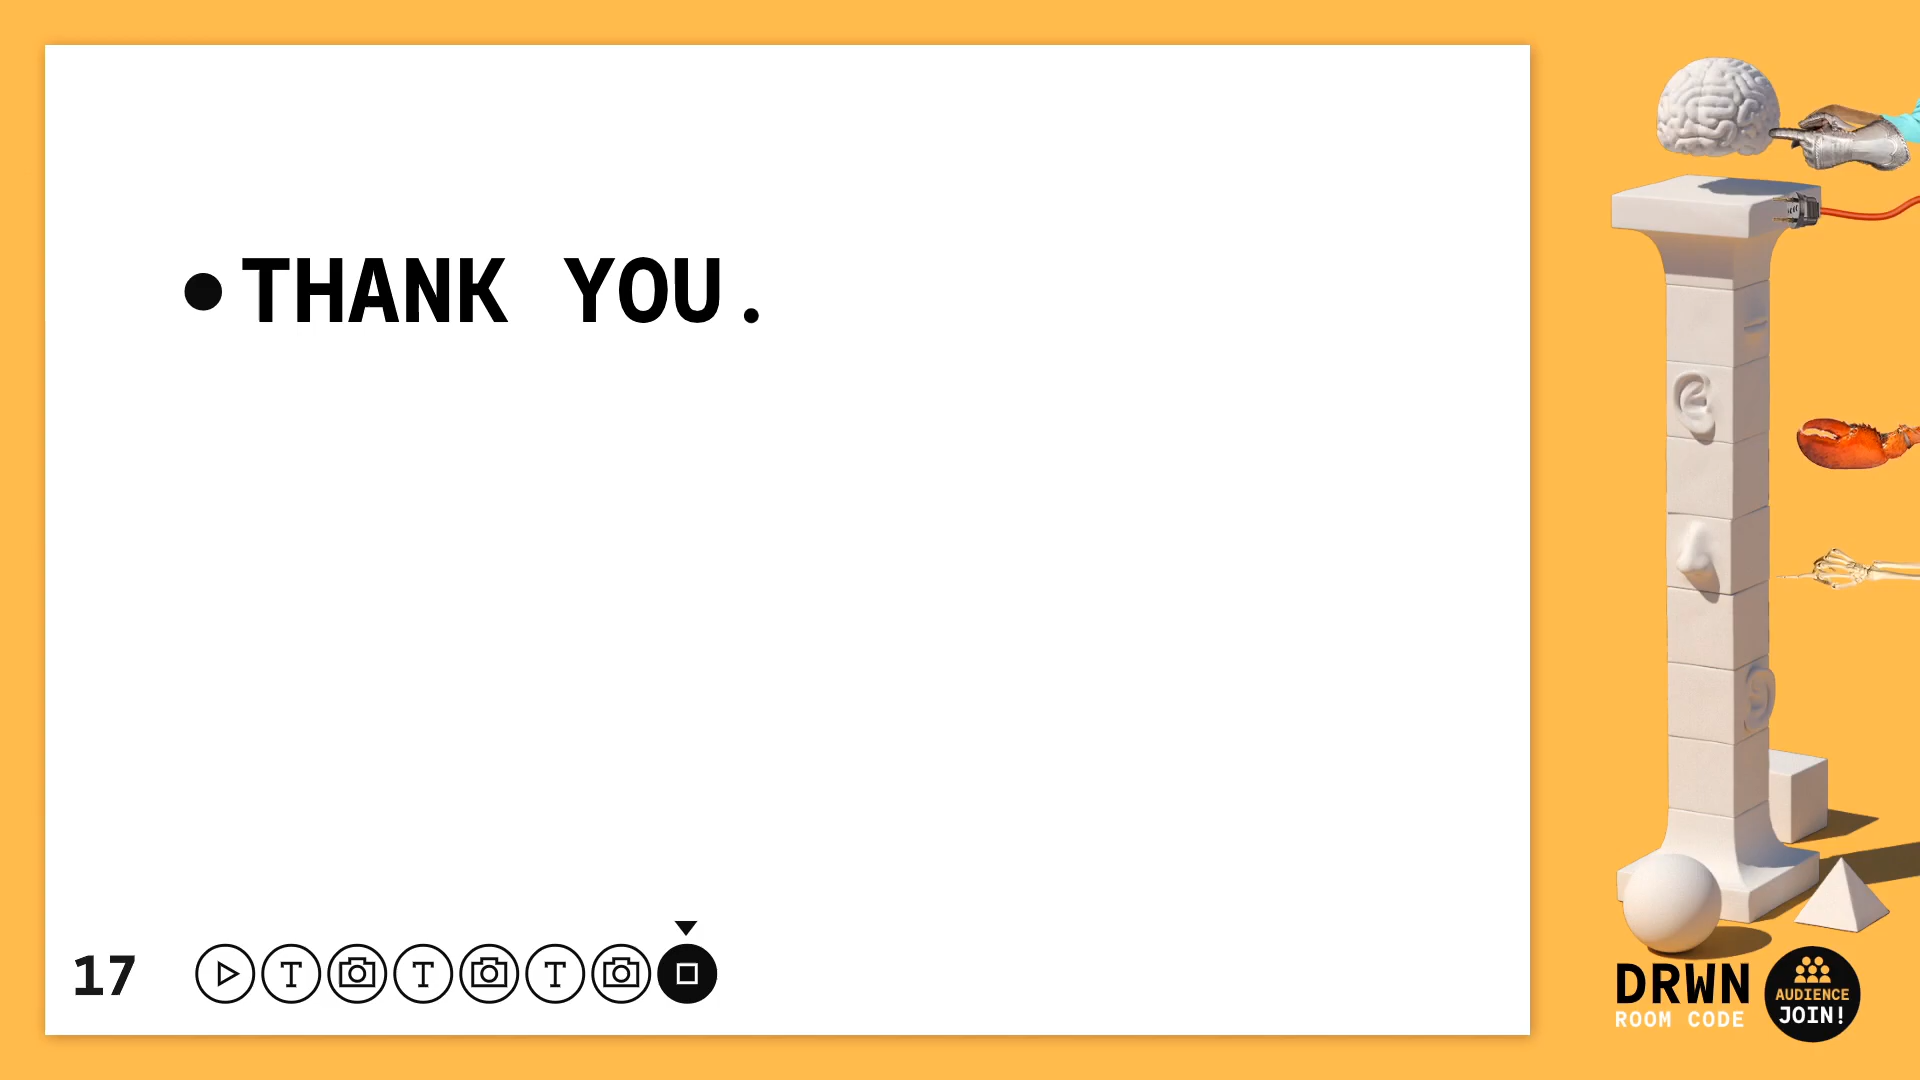 ● THANK YOU.
17
T T T
DRWN
ROOM CODE
AUDIENCE
JOIN!